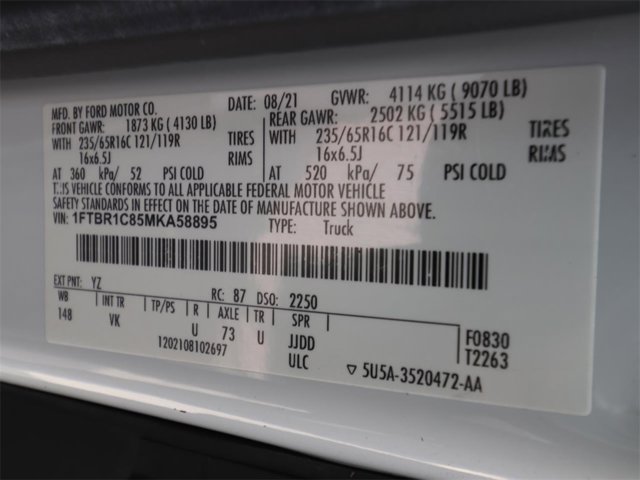 MFD. BY FORD MOTOR CO. DATE: 08/21 GVWR: 4114 KG ( 9070 LB)
FRONT GAWR: 1873 KG ( 4130 LB) REAR GAWR: 2502 KG ( 5515 LB)
WITH 235/65R16C 121/119R TIRES WITH 235/65R16C 121/119R TIRES
16x6.5J RIMS 16x6.5J RIMS
AT 360 kPa/ 52 PSI COLD AT 520 kPa/ 75 PSI COLD
THIS VEHICLE CONFORMS TO ALL APPLICABLE FEDERAL MOTOR VEHICLE
SAFETY STANDARDS IN EFFECT ON THE DATE OF MANUFACTURE SHOWN ABOVE.
VIN: 1FTBR1C85MKA58895 TYPE: Truck
EXT PNT: YZ RC: 87 DSO: 2250
WB INT TR TP/PS R AXLE TR SPR
148 VK U 73 U JJDD F0830
1202108102697 ULC T2263
▽ 5U5A-3520472-AA